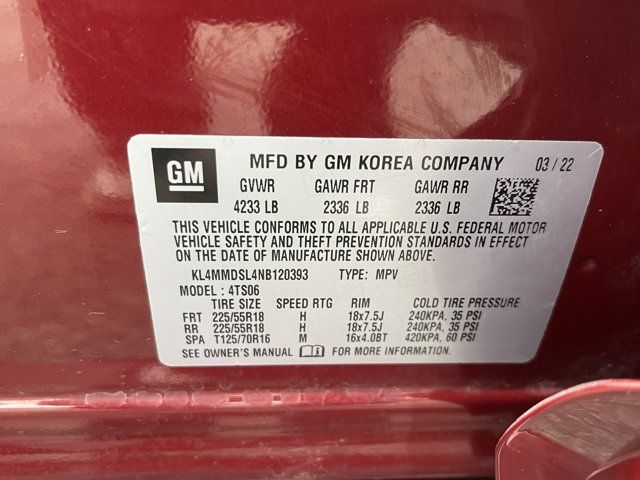 GM MFD BY GM KOREA COMPANY 03 / 22
GVWR GAWR FRT GAWR RR
4233 LB 2336 LB 2336 LB
THIS VEHICLE CONFORMS TO ALL APPLICABLE U.S. FEDERAL MOTOR
VEHICLE SAFETY AND THEFT PREVENTION STANDARDS IN EFFECT
ON THE DATE OF MANUFACTURE SHOWN ABOVE.
KL4MMDSL4NB120393 TYPE: MPV
MODEL : 4TS06
TIRE SIZE SPEED RTG RIM COLD TIRE PRESSURE
FRT 225/55R18 H 18x7.5J 240KPA, 35 PSI
RR 225/55R18 H 18x7.5J 240KPA, 35 PSI
SPA T125/70R16 M 16x4.0BT 420KPA, 60 PSI
SEE OWNER'S MANUAL FOR MORE INFORMATION.